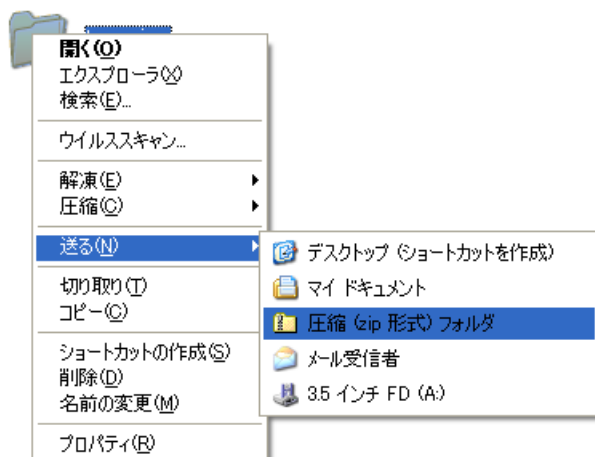 開く(O)
エクスプローラ(X)
検索(E)...
ウイルススキャン...
解凍(E)
圧縮(C)
送る(N)
切り取り(T)
コピー(C)
ショートカットの作成(S)
削除(D)
名前の変更(M)
プロパティ(R)
デスクトップ (ショートカットを作成)
マイ ドキュメント
圧縮 (zip 形式) フォルダ
メール受信者
3.5 インチ FD (A:)